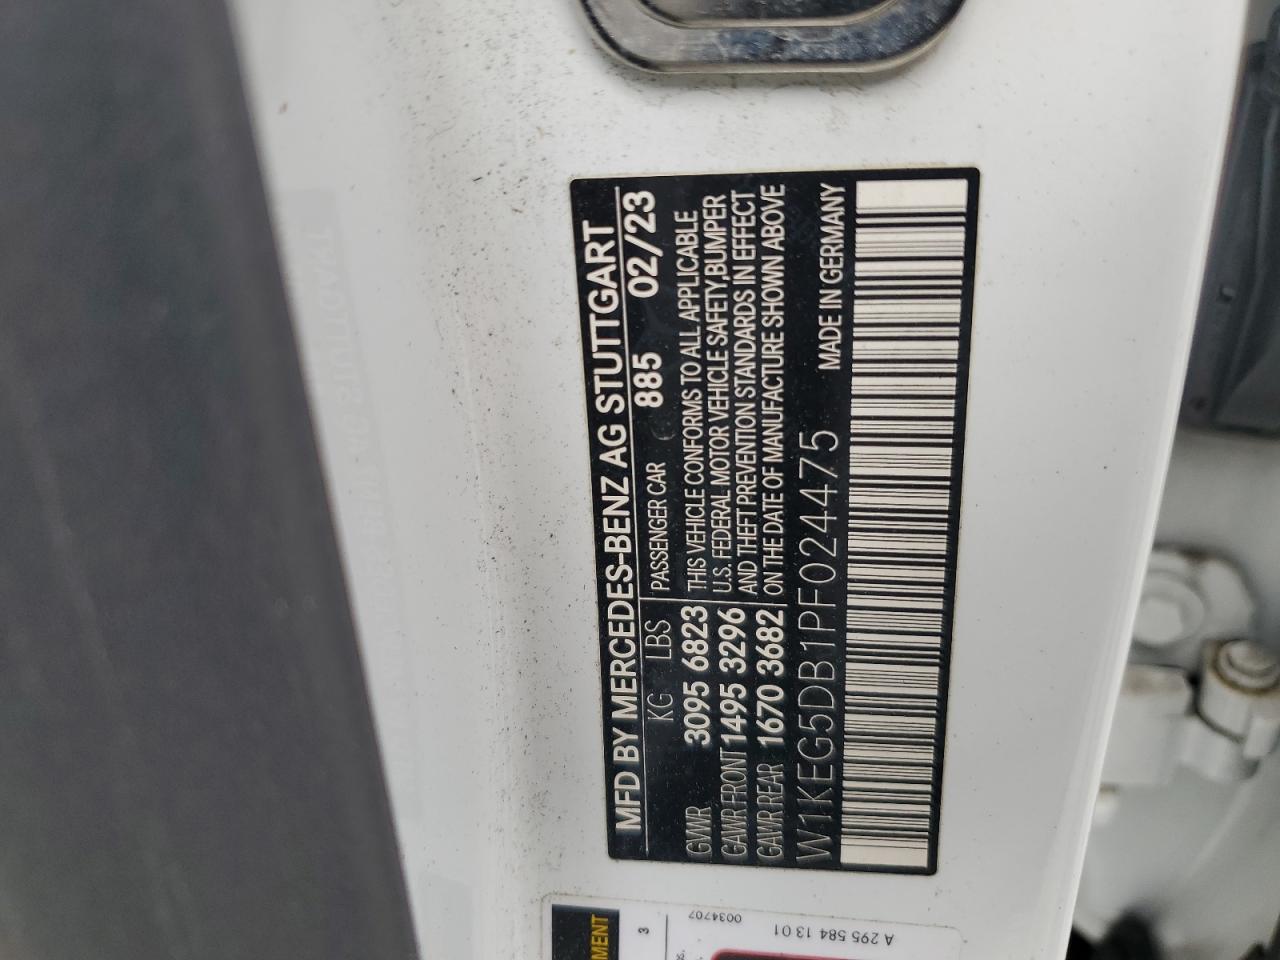 MFD BY MERCEDES-BENZ AG STUTTGART
KG LBS PASSENGER CAR 885 02/23
GVWR 3095 6823 THIS VEHICLE CONFORMS TO ALL APPLICABLE
U.S. FEDERAL MOTOR VEHICLE SAFETY,BUMPER
GAWR FRONT 1495 3296 AND THEFT PREVENTION STANDARDS IN EFFECT
GAWR REAR 1670 3682 ON THE DATE OF MANUFACTURE SHOWN ABOVE
W1KEG5DB1PF024475 MADE IN GERMANY
MENT
3
0034707
A 295 584 13 01